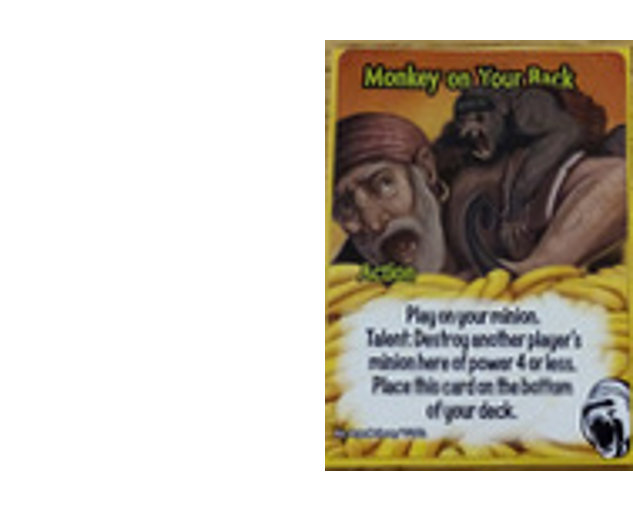 Monkey on Your Back
Action
Play on your minion.
Talent: Destroy another player's
minion here of power 4 or less.
Place this card on the bottom
of your deck.